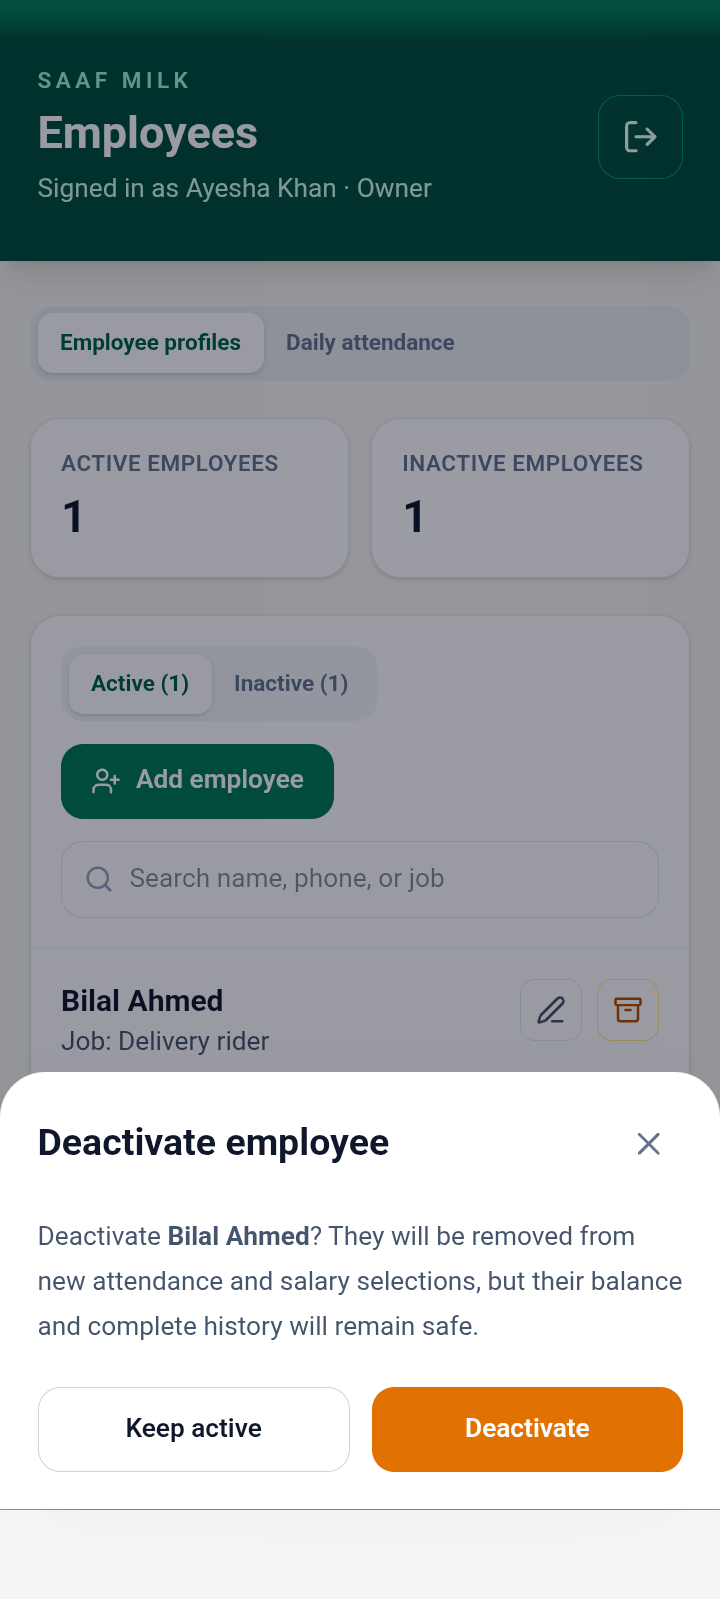 SAAF MILK
Employees
Signed in as Ayesha Khan · Owner
Employee profiles
Daily attendance
ACTIVE EMPLOYEES
1
INACTIVE EMPLOYEES
1
Active (1)
Inactive (1)
Add employee
Search name, phone, or job
Bilal Ahmed
Job: Delivery rider
Deactivate employee
Deactivate Bilal Ahmed? They will be removed from
new attendance and salary selections, but their balance
and complete history will remain safe.
Keep active
Deactivate